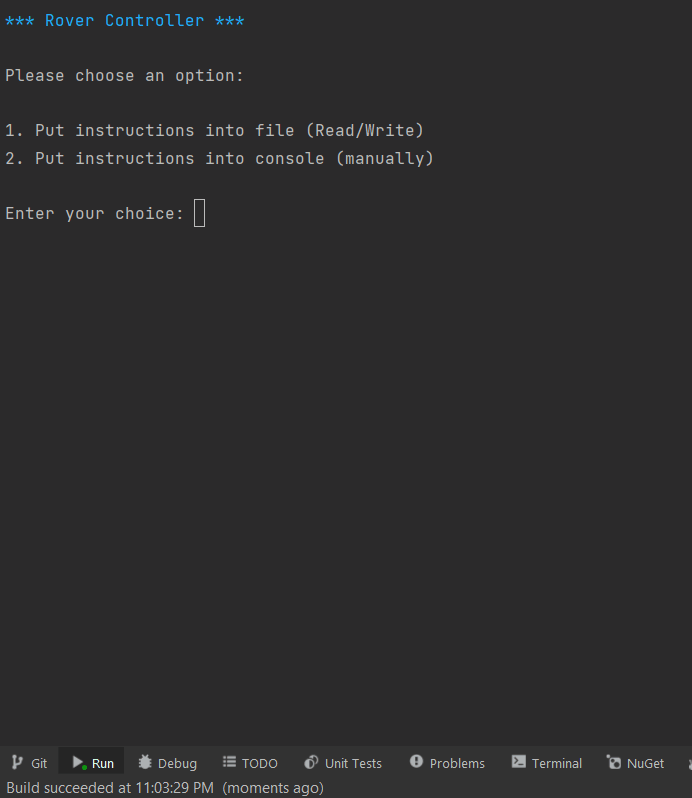 *** Rover Controller ***
Please choose an option:
1. Put instructions into file (Read/Write)
2. Put instructions into console (manually)
Enter your choice:
Git Run Debug TODO Unit Tests Problems Terminal NuGet
Build succeeded at 11:03:29 PM (moments ago)